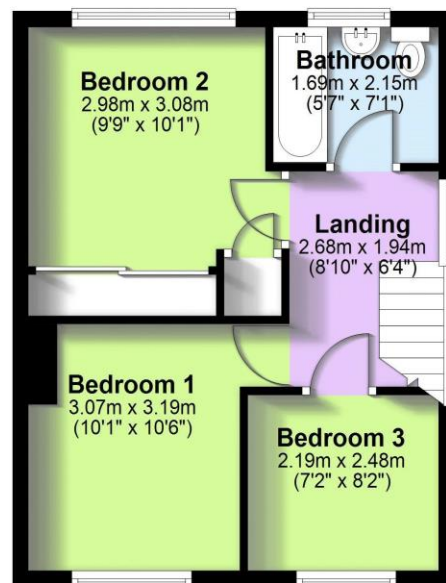 Bedroom 2
2.98m x 3.08m
(9'9" x 10'1")
Bathroom
1.69m x 2.15m
(5'7" x 7'1")
Landing
2.68m x 1.94m
(8'10" x 6'4")
Bedroom 1
3.07m x 3.19m
(10'1" x 10'6")
Bedroom 3
2.19m x 2.48m
(7'2" x 8'2")